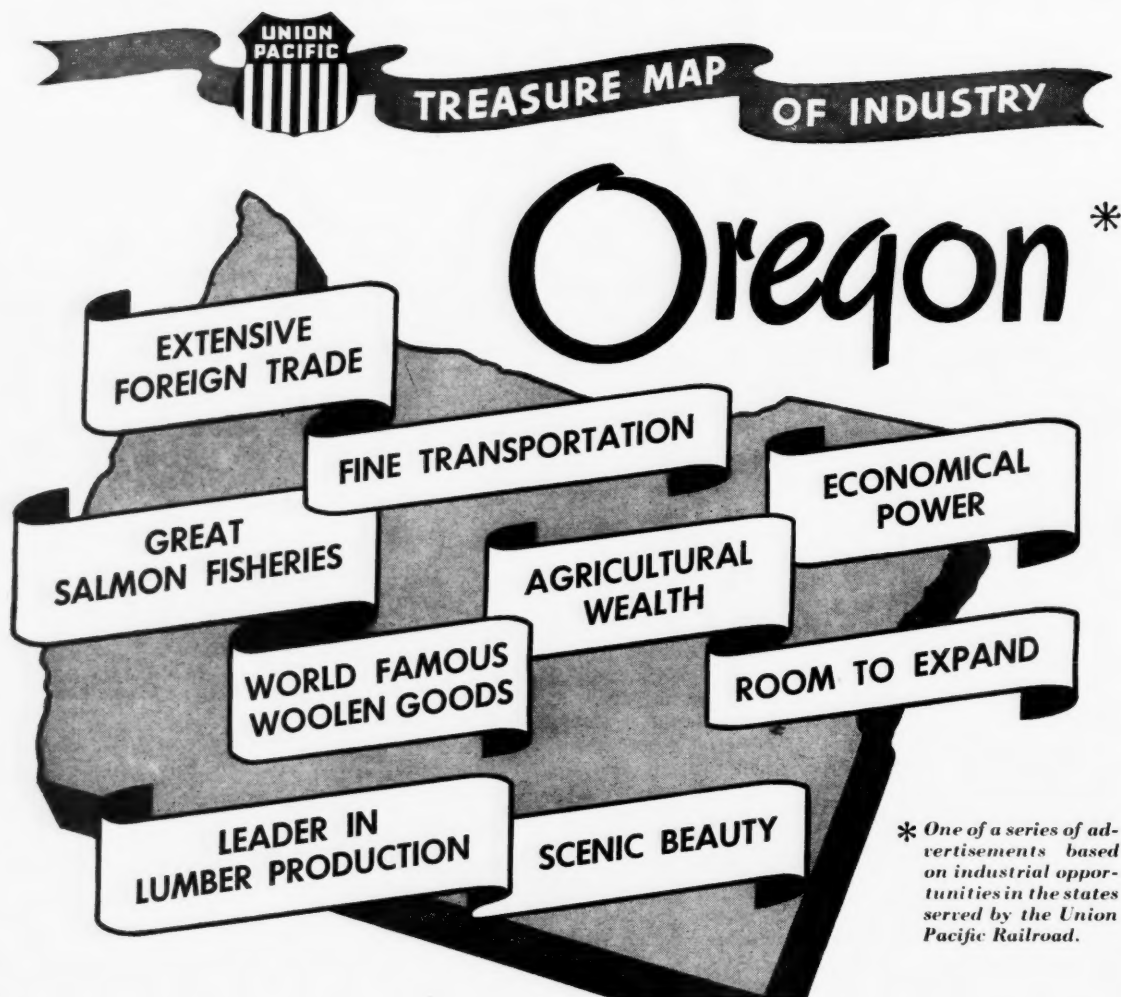 UNION
PACIFIC
TREASURE MAP
OF INDUSTRY
Oregon *
EXTENSIVE
FOREIGN TRADE
FINE TRANSPORTATION
ECONOMICAL
POWER
GREAT
SALMON FISHERIES
AGRICULTURAL
WEALTH
WORLD FAMOUS
WOOLEN GOODS
ROOM TO EXPAND
LEADER IN
LUMBER PRODUCTION
SCENIC BEAUTY
* One of a series of ad-
vertisements based
on industrial oppor-
tunities in the states
served by the Union
Pacific Railroad.